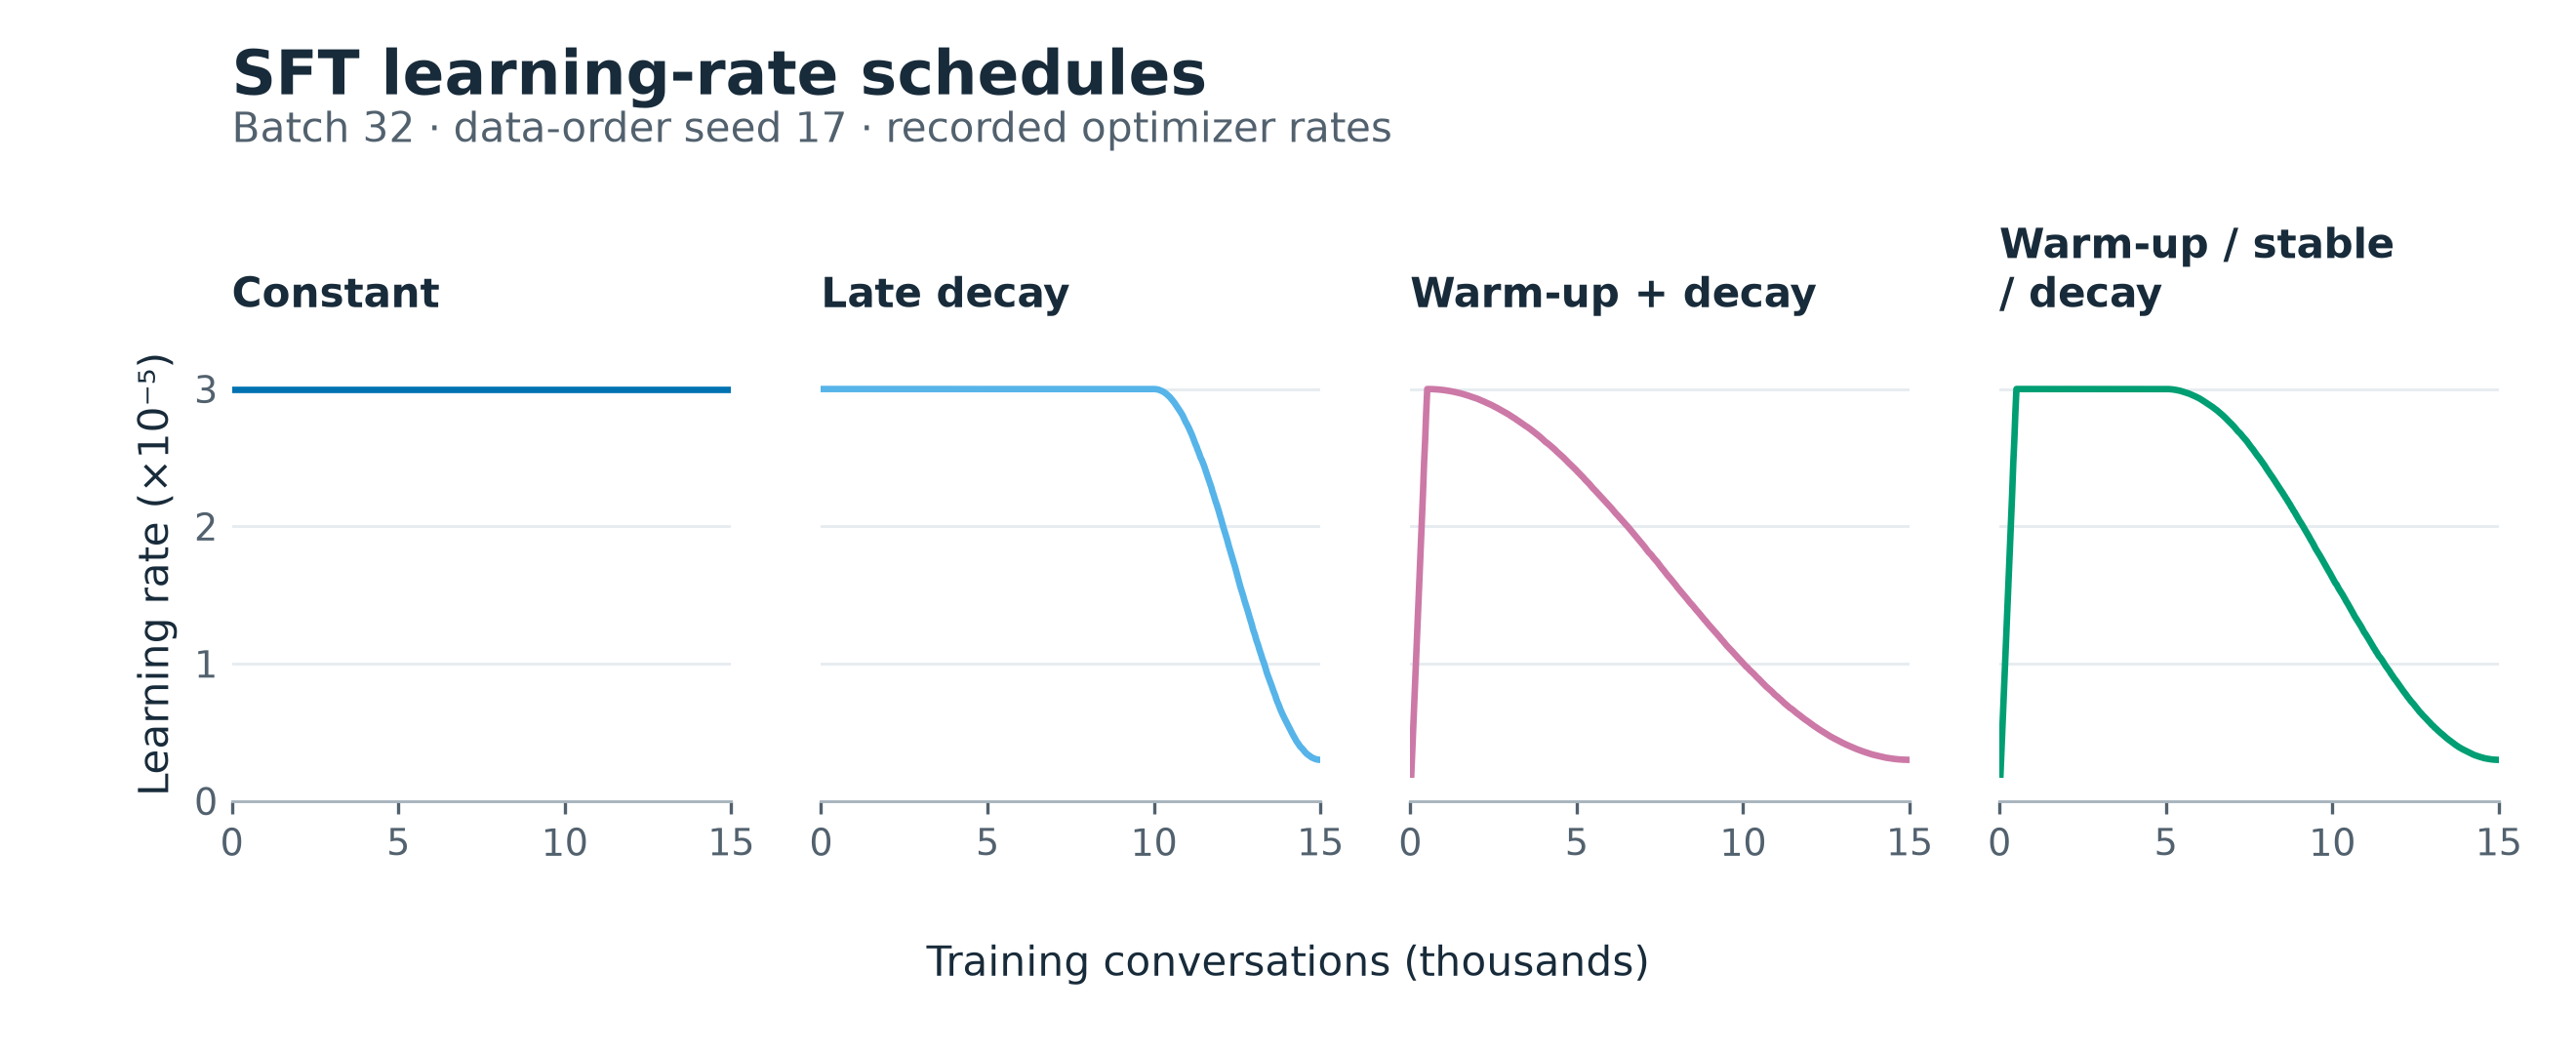 SFT learning-rate schedules
Batch 32 · data-order seed 17 · recorded optimizer rates
Constant
Late decay
Warm-up + decay
Warm-up / stable
/ decay
Learning rate (×10⁻⁵)
3
2
1
0
0 5 10 15
0 5 10 15
0 5 10 15
0 5 10 15
Training conversations (thousands)